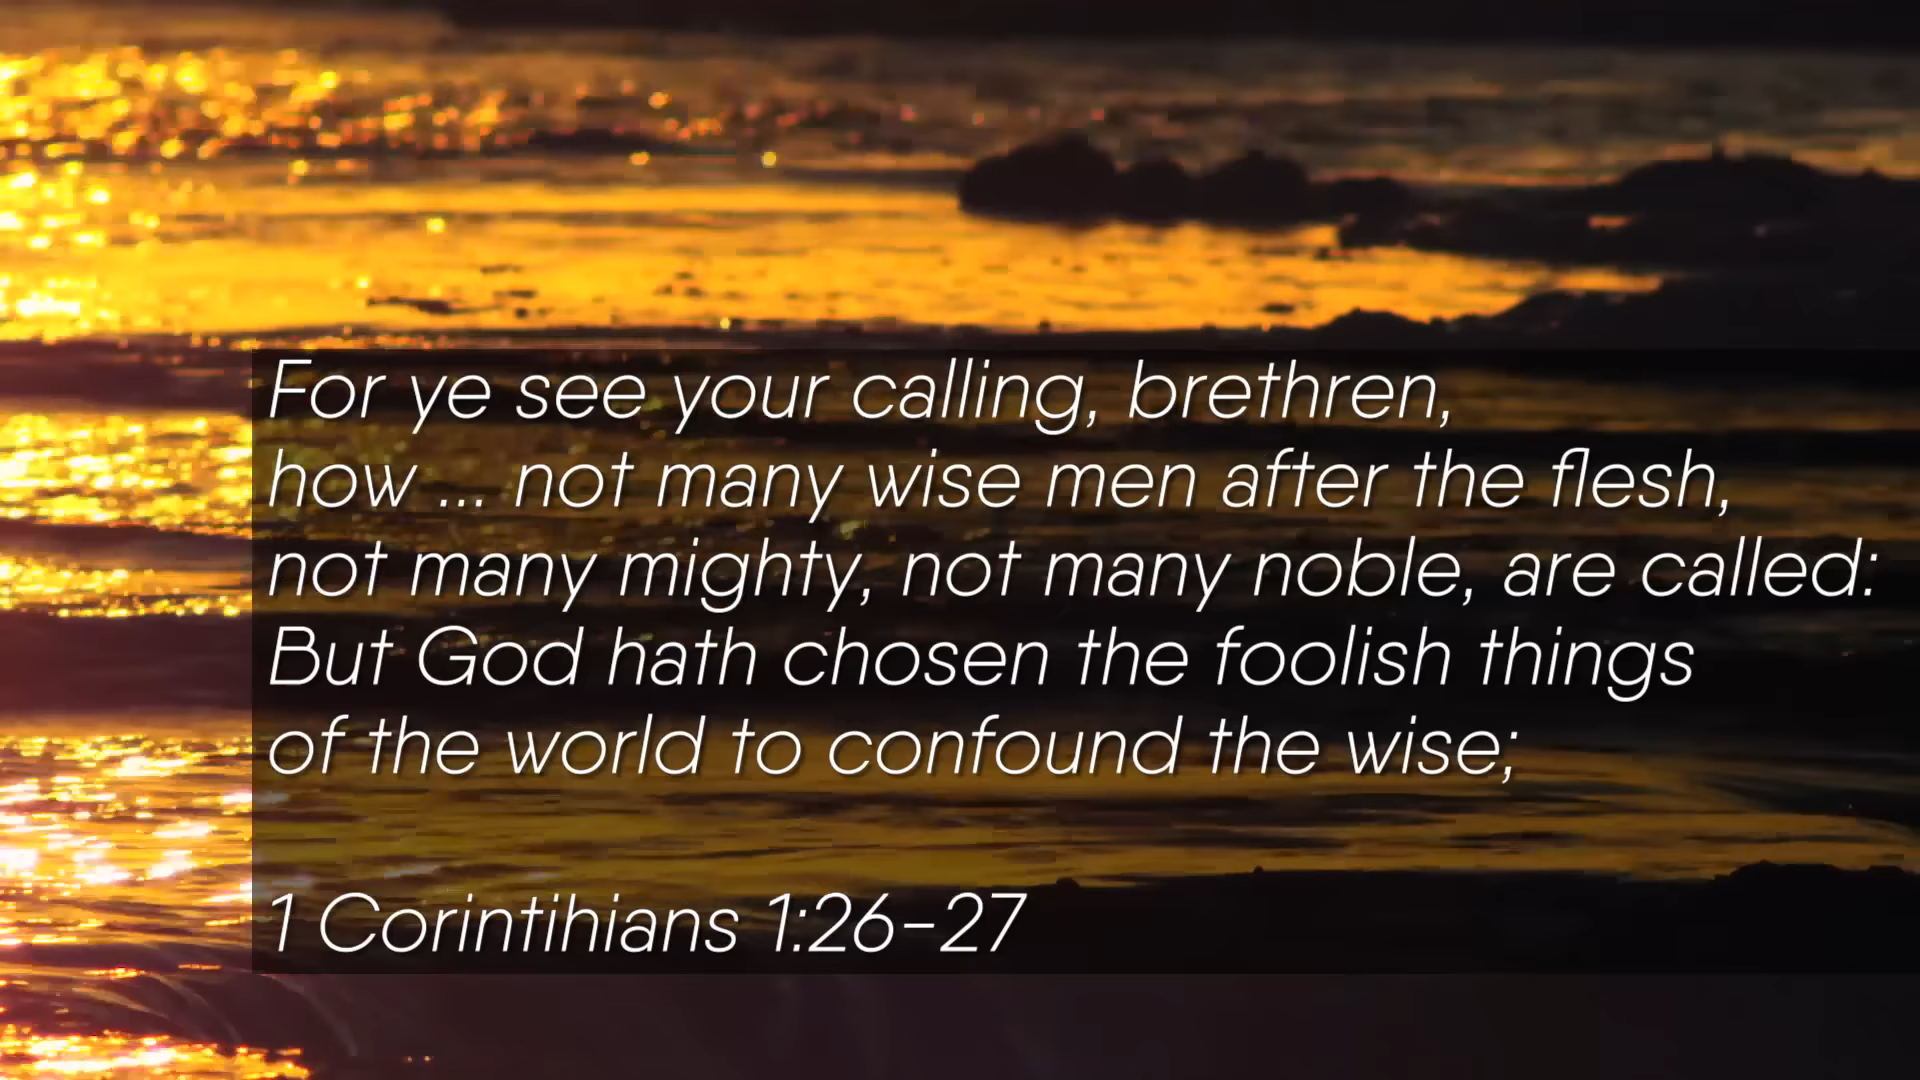 For ye see your calling, brethren,
how ... not many wise men after the flesh,
not many mighty, not many noble, are called:
But God hath chosen the foolish things
of the world to confound the wise;
1 Corintihians 1:26-27